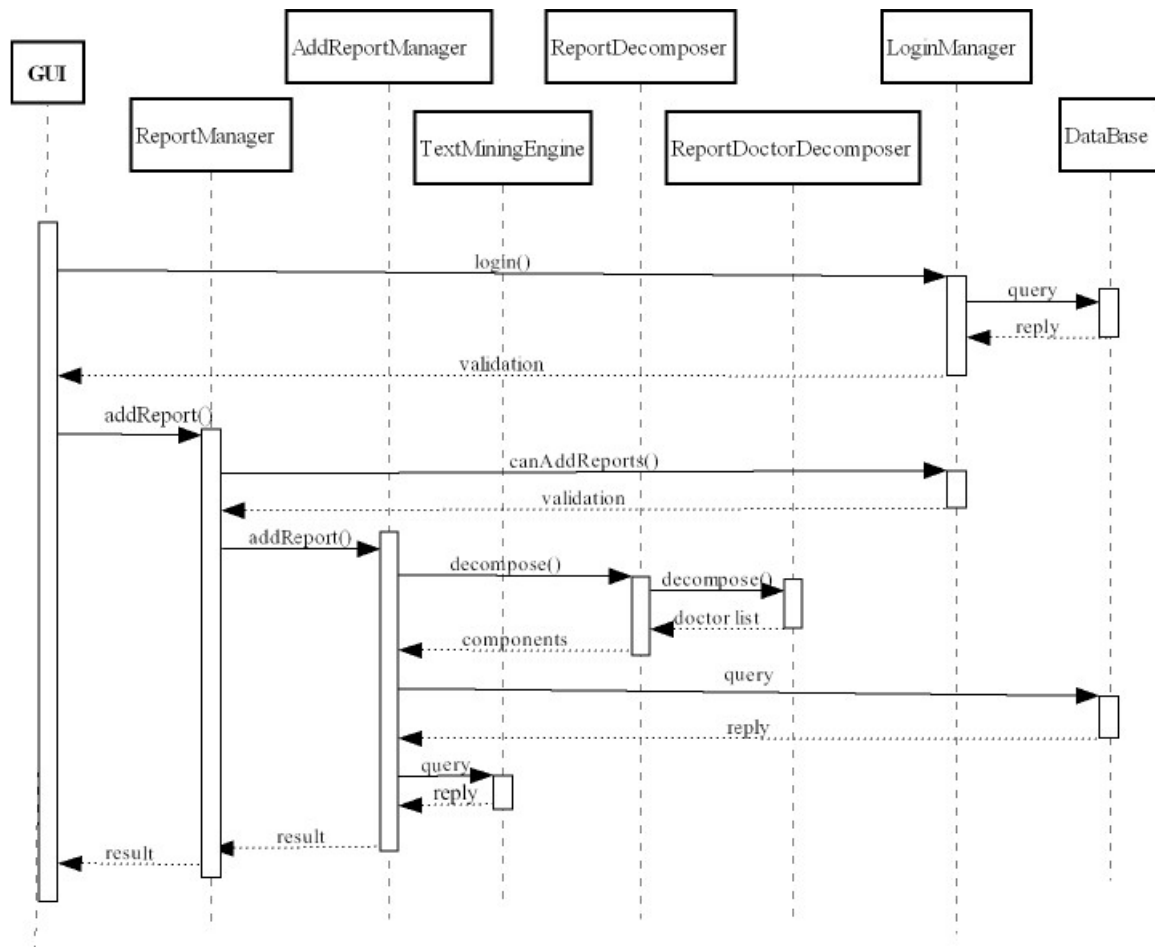 AddReportManager
ReportDecomposer
LoginManager
GUI
ReportManager
TextMiningEngine
ReportDoctorDecomposer
DataBase
login()
query
reply
validation
addReport()
canAddReports()
validation
addReport()
decompose()
decompose()
doctor list
components
query
reply
query
reply
result
result